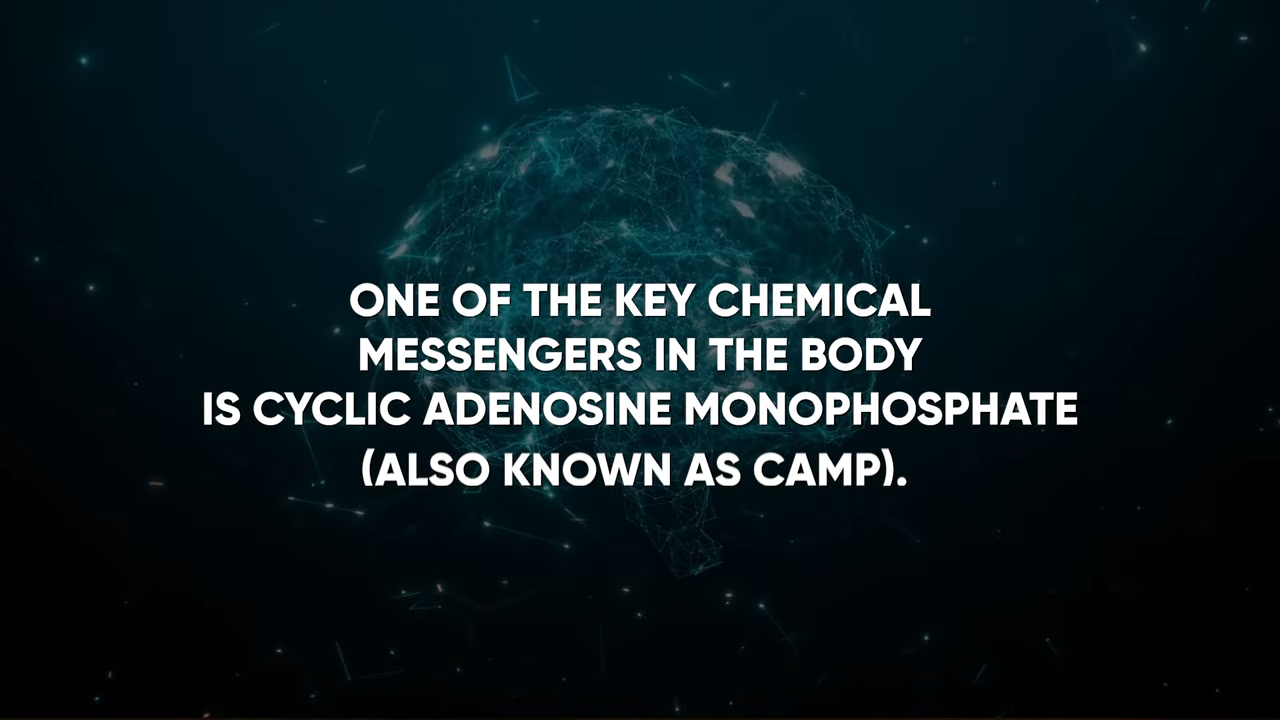 ONE OF THE KEY CHEMICAL
MESSENGERS IN THE BODY
IS CYCLIC ADENOSINE MONOPHOSPHATE
(ALSO KNOWN AS CAMP).